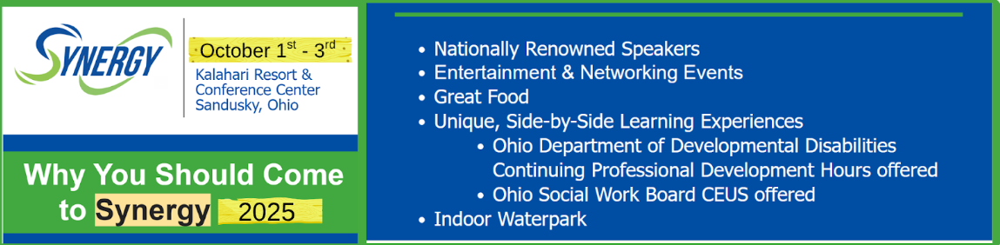 SYNERGY
October 1st - 3rd
Kalahari Resort &
Conference Center
Sandusky, Ohio
Why You Should Come
to Synergy 2025
• Nationally Renowned Speakers
• Entertainment & Networking Events
• Great Food
• Unique, Side-by-Side Learning Experiences
• Ohio Department of Developmental Disabilities
Continuing Professional Development Hours offered
• Ohio Social Work Board CEUS offered
• Indoor Waterpark